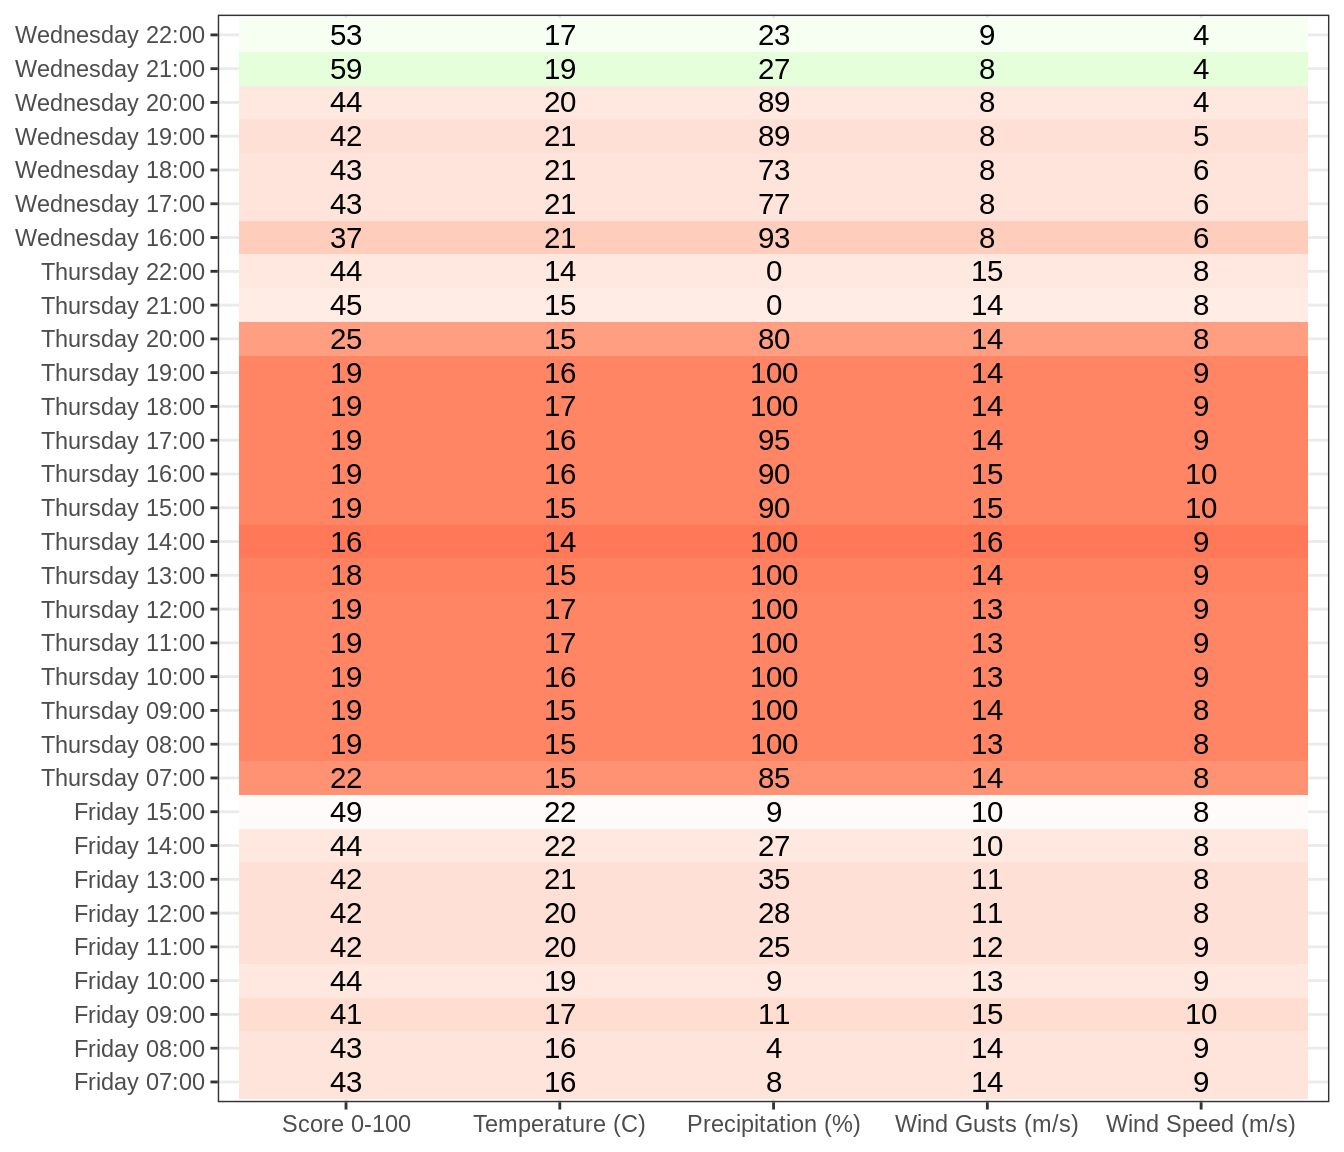 Wednesday 22:00 53 17 23 9 4
Wednesday 21:00 59 19 27 8 4
Wednesday 20:00 44 20 89 8 4
Wednesday 19:00 42 21 89 8 5
Wednesday 18:00 43 21 73 8 6
Wednesday 17:00 43 21 77 8 6
Wednesday 16:00 37 21 93 8 6
Thursday 22:00 44 14 0 15 8
Thursday 21:00 45 15 0 14 8
Thursday 20:00 25 15 80 14 8
Thursday 19:00 19 16 100 14 9
Thursday 18:00 19 17 100 14 9
Thursday 17:00 19 16 95 14 9
Thursday 16:00 19 16 90 15 10
Thursday 15:00 19 15 90 15 10
Thursday 14:00 16 14 100 16 9
Thursday 13:00 18 15 100 14 9
Thursday 12:00 19 17 100 13 9
Thursday 11:00 19 17 100 13 9
Thursday 10:00 19 16 100 13 9
Thursday 09:00 19 15 100 14 8
Thursday 08:00 19 15 100 13 8
Thursday 07:00 22 15 85 14 8
Friday 15:00 49 22 9 10 8
Friday 14:00 44 22 27 10 8
Friday 13:00 42 21 35 11 8
Friday 12:00 42 20 28 11 8
Friday 11:00 42 20 25 12 9
Friday 10:00 44 19 9 13 9
Friday 09:00 41 17 11 15 10
Friday 08:00 43 16 4 14 9
Friday 07:00 43 16 8 14 9
Score 0-100 Temperature (C) Precipitation (%) Wind Gusts (m/s) Wind Speed (m/s)